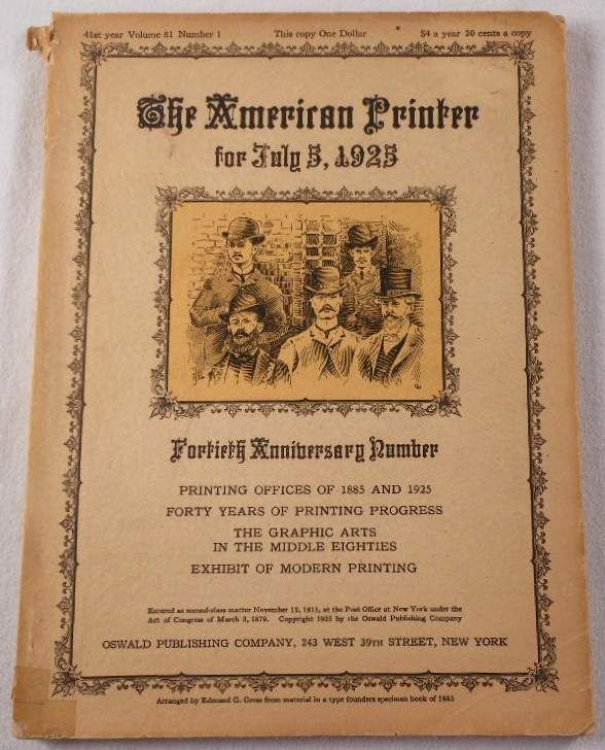 41st year Volume 81 Number 1 This copy One Dollar $4 a year 20 cents a copy
The American Printer
for July 5, 1925
Fortieth Anniversary Number
PRINTING OFFICES OF 1885 AND 1925
FORTY YEARS OF PRINTING PROGRESS
THE GRAPHIC ARTS
IN THE MIDDLE EIGHTIES
EXHIBIT OF MODERN PRINTING
Entered as second-class matter November 12, at the Post Office at New York under the
Act of Congress of March 3, 1879. Copyright 1925 by the Oswald Publishing Company
OSWALD PUBLISHING COMPANY, 243 WEST 39TH STREET, NEW YORK
Arranged by Edmund G. Gress from material in a type founders specimen book of 1885